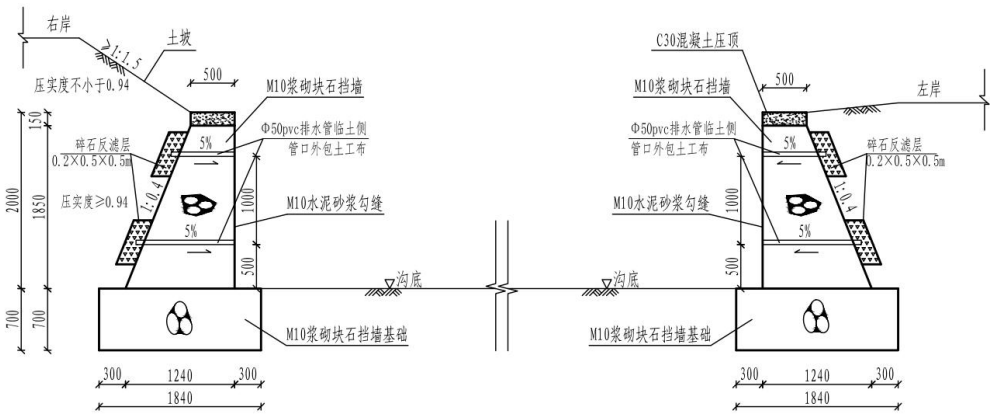 右岸
≥1:1.5
土坡
压实度不小于0.94
500
M10浆砌块石挡墙
150
5%
Φ50pvc排水管临土侧
管口外包土工布
碎石反滤层
0.2×0.5×0.5m
2000
1850
压实度≥0.94
1:0.4
1000
M10水泥砂浆勾缝
5%
500
沟底
700
700
M10浆砌块石挡墙基础
300
1240
300
1840
C30混凝土压顶
500
左岸
M10浆砌块石挡墙
Φ50pvc排水管临土侧
管口外包土工布
5%
碎石反滤层
0.2×0.5×0.5m
1:0.4
1000
M10水泥砂浆勾缝
5%
500
沟底
M10浆砌块石挡墙基础
300
1240
300
1840